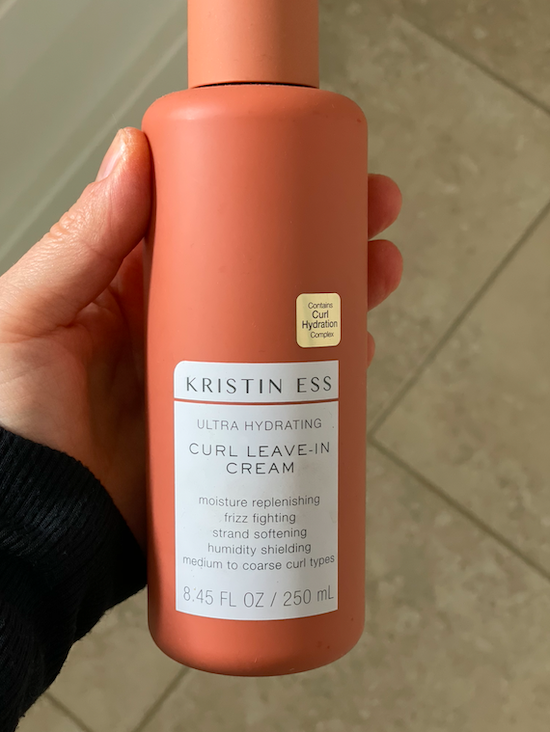 Contains
Curl
Hydration
Complex
KRISTIN ESS
ULTRA HYDRATING
CURL LEAVE-IN
CREAM
moisture replenishing
frizz fighting
strand softening
humidity shielding
medium to coarse curl types
8.45 FL OZ / 250 mL